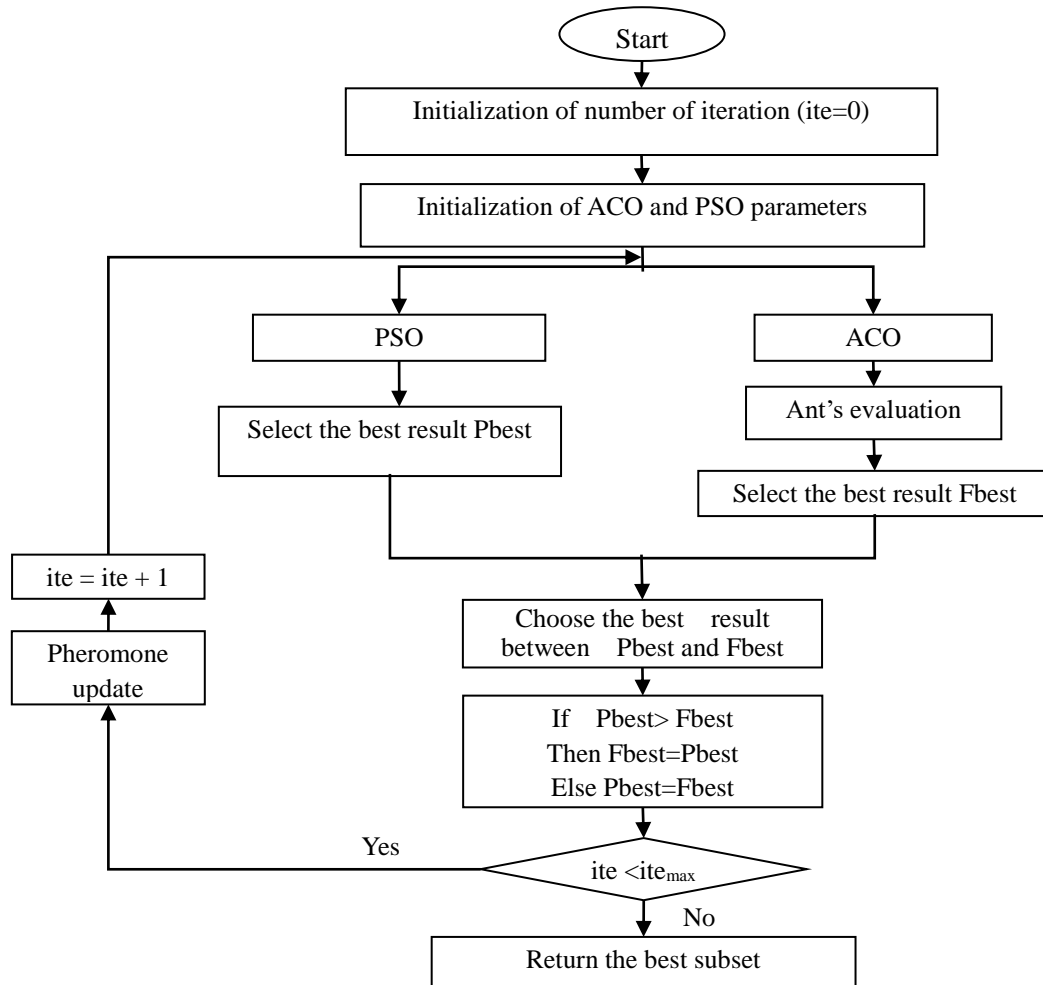 Start
Initialization of number of iteration (ite=0)
Initialization of ACO and PSO parameters
PSO
ACO
Select the best result Pbest
Ant's evaluation
Select the best result Fbest
ite = ite + 1
Choose the best result
between Pbest and Fbest
Pheromone
update
If Pbest> Fbest
Then Fbest=Pbest
Else Pbest=Fbest
Yes
ite <itemax
No
Return the best subset